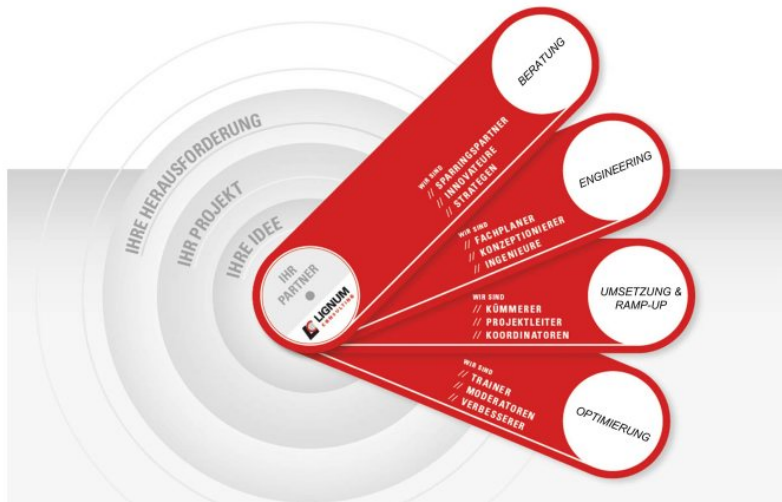 IHRE HERAUSFORDERUNG
IHR PROJEKT
IHRE IDEE
IHR
PARTNER
LIGNUM
CONSULTING
WIR SIND
// SPARRINGSPARTNER
// INNOVATEURE
// STRATEGEN
BERATUNG
WIR SIND
// FACHPLANER
// KONZEPTIONIERER
// INGENIEURE
ENGINEERING
WIR SIND
// KÜMMERER
// PROJEKTLEITER
// KOORDINATOREN
UMSETZUNG &
RAMP-UP
WIR SIND
// TRAINER
// MODERATOREN
// VERBESSERER
OPTIMIERUNG